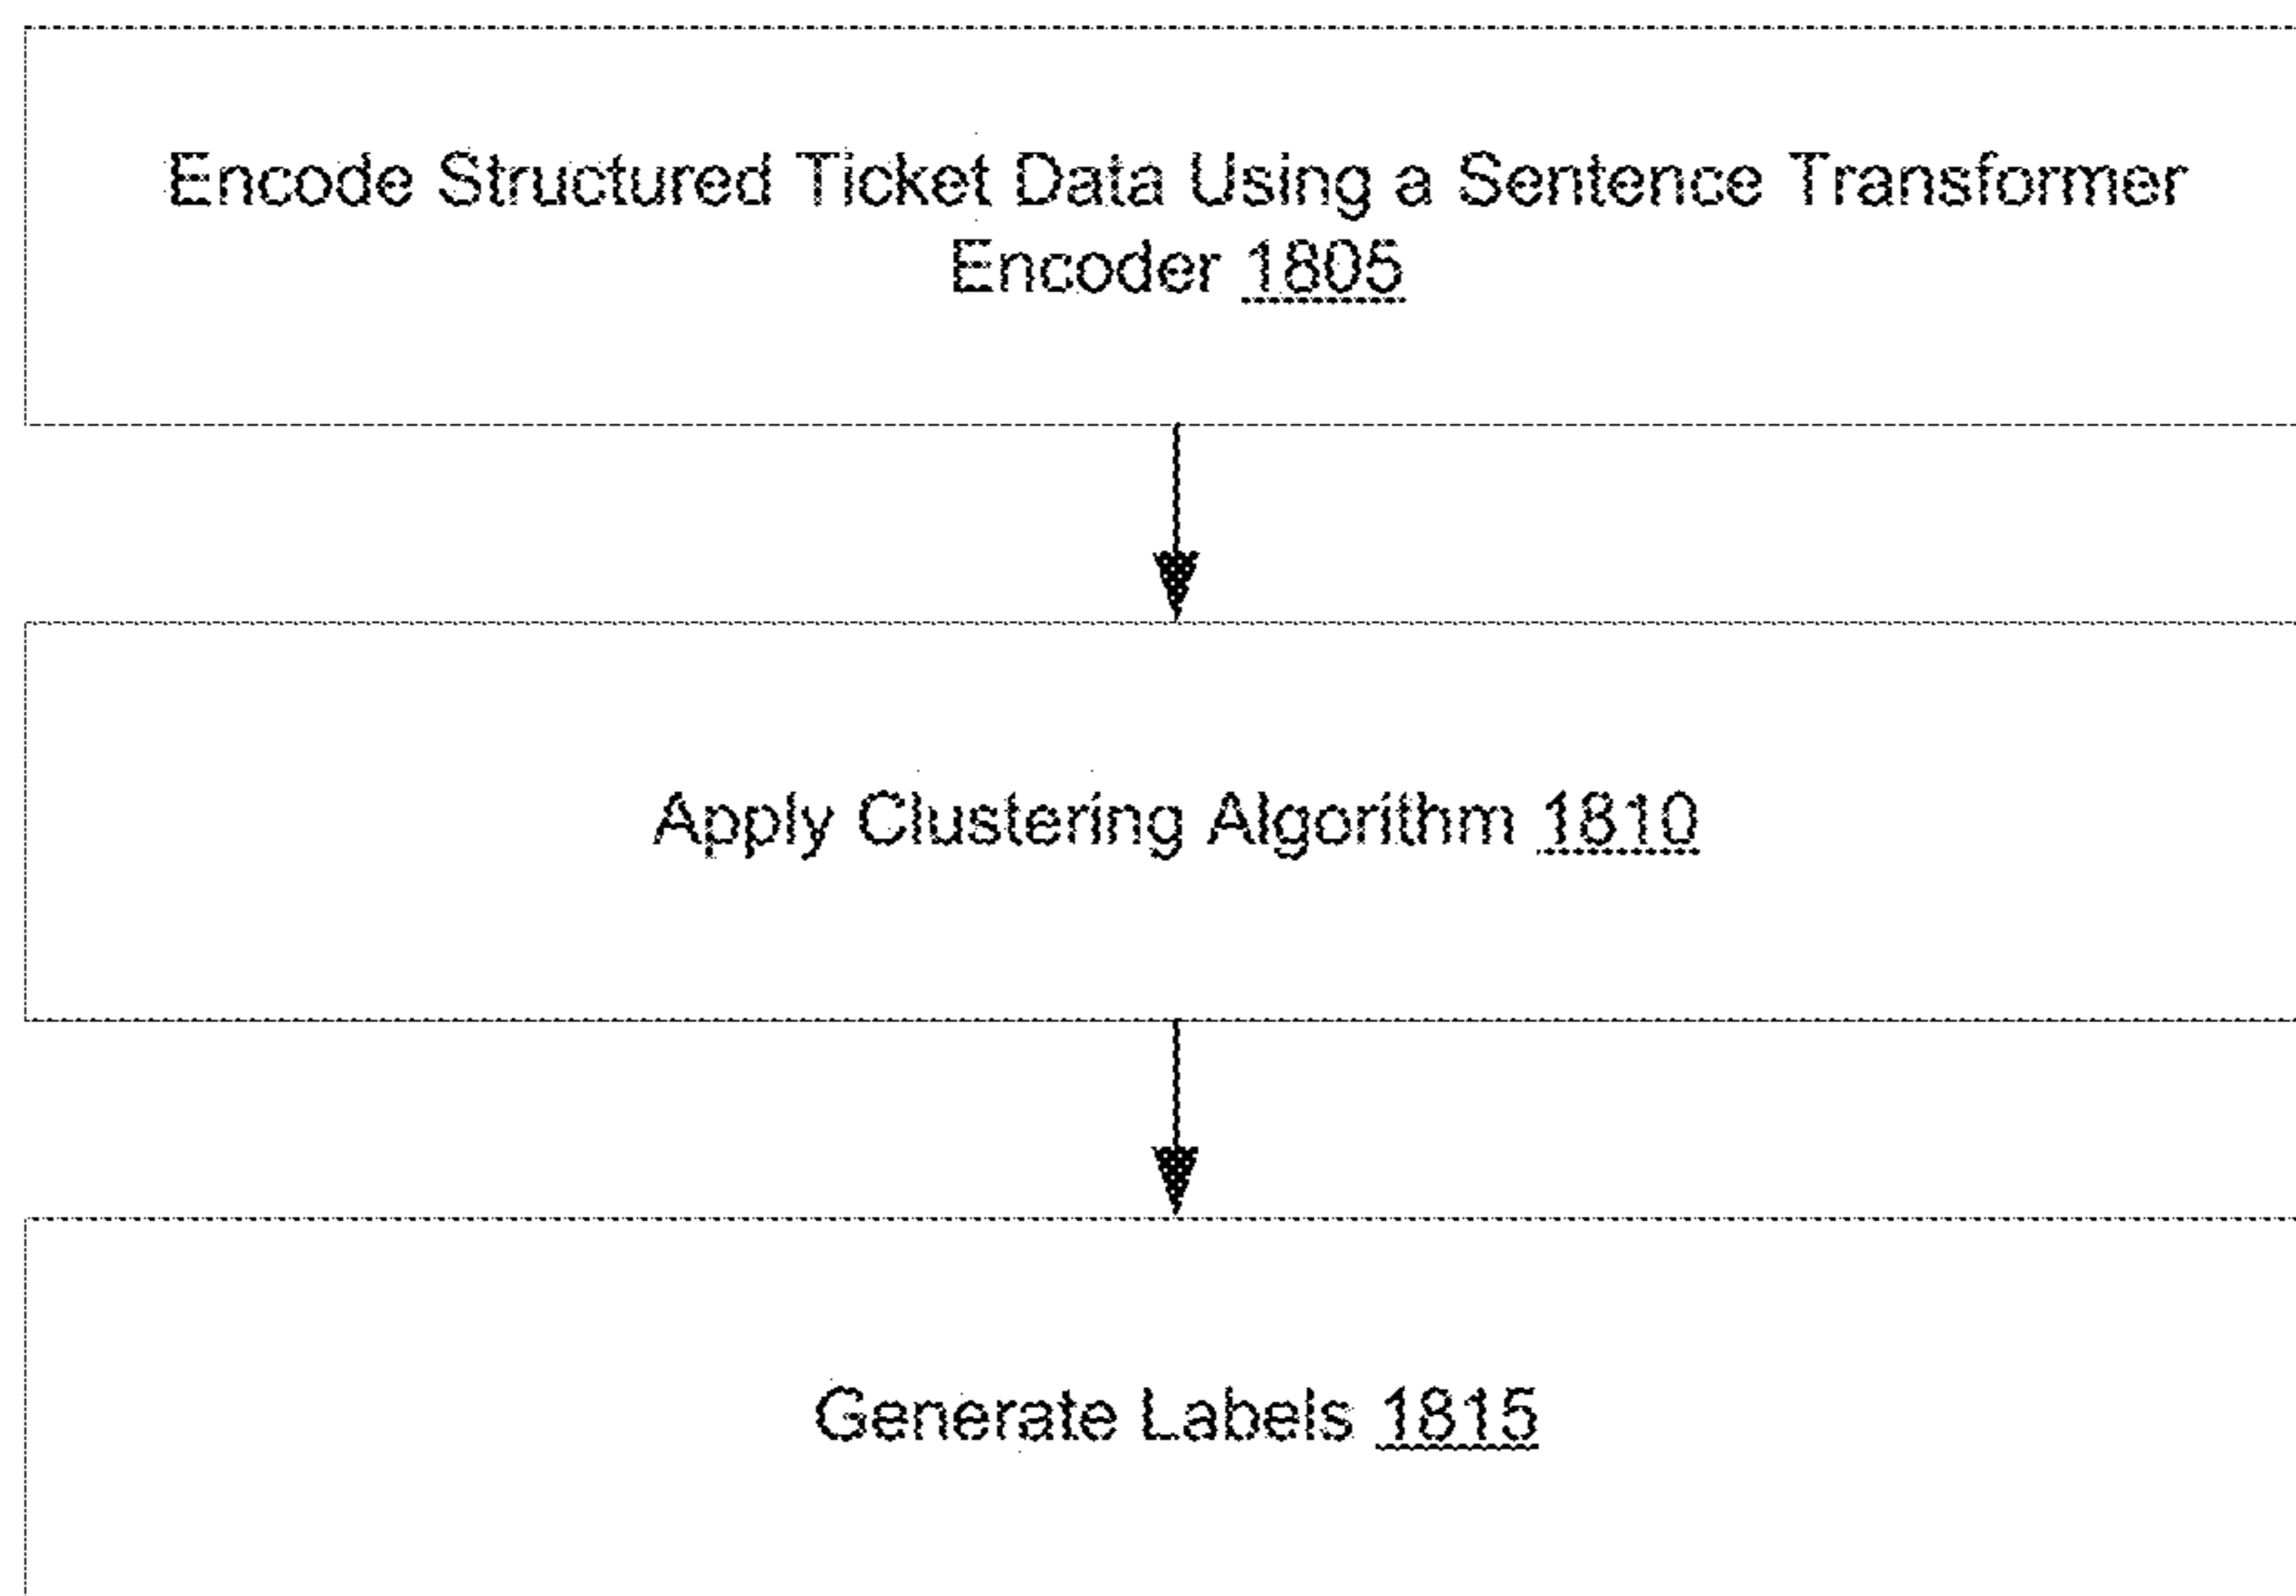 Encode Structured Ticket Data Using a Sentence Transformer
Encoder 1805
Apply Clustering Algorithm 1810
Generate Labels 1815